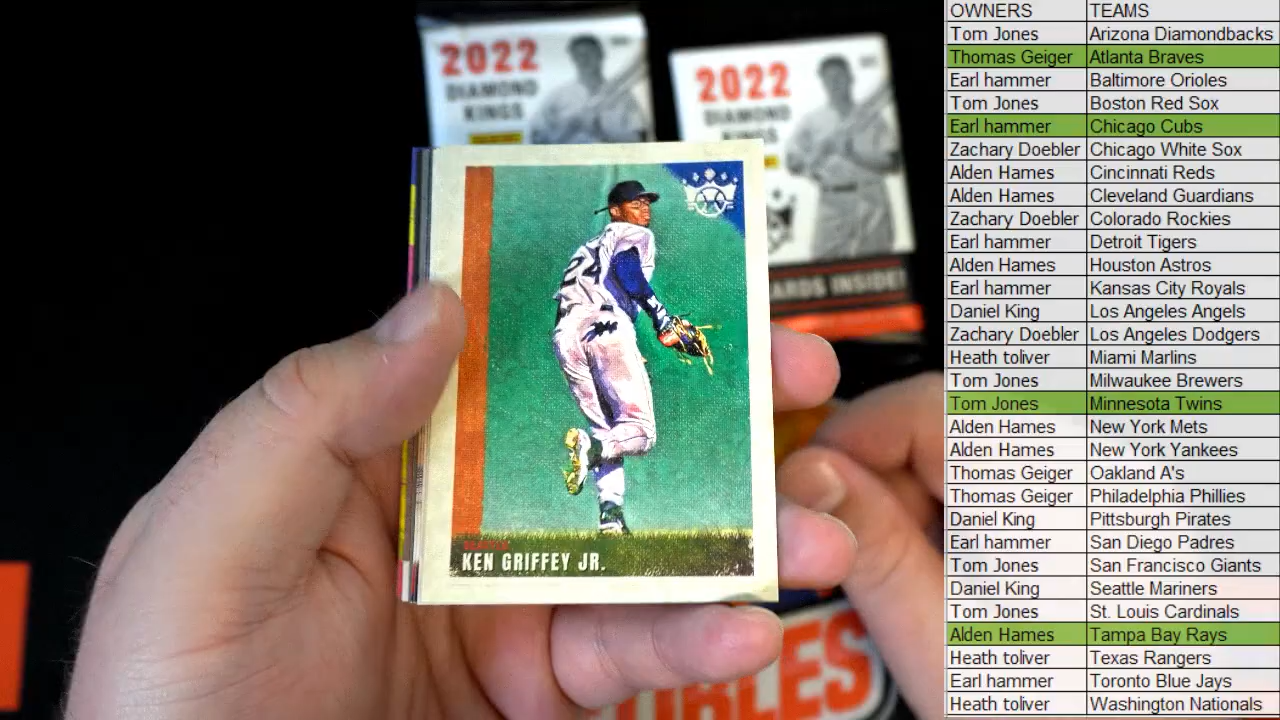 2022
DIAMOND
KINGS
2022
DIAMOND
KINGS
CARDS INSIDE!
24
SEATTLE
KEN GRIFFEY JR.
OWNERS TEAMS
Tom Jones Arizona Diamondbacks
Thomas Geiger Atlanta Braves
Earl hammer Baltimore Orioles
Tom Jones Boston Red Sox
Earl hammer Chicago Cubs
Zachary Doebler Chicago White Sox
Alden Hames Cincinnati Reds
Alden Hames Cleveland Guardians
Zachary Doebler Colorado Rockies
Earl hammer Detroit Tigers
Alden Hames Houston Astros
Earl hammer Kansas City Royals
Daniel King Los Angeles Angels
Zachary Doebler Los Angeles Dodgers
Heath toliver Miami Marlins
Tom Jones Milwaukee Brewers
Tom Jones Minnesota Twins
Alden Hames New York Mets
Alden Hames New York Yankees
Thomas Geiger Oakland A's
Thomas Geiger Philadelphia Phillies
Daniel King Pittsburgh Pirates
Earl hammer San Diego Padres
Tom Jones San Francisco Giants
Daniel King Seattle Mariners
Tom Jones St. Louis Cardinals
Alden Hames Tampa Bay Rays
Heath toliver Texas Rangers
Earl hammer Toronto Blue Jays
Heath toliver Washington Nationals